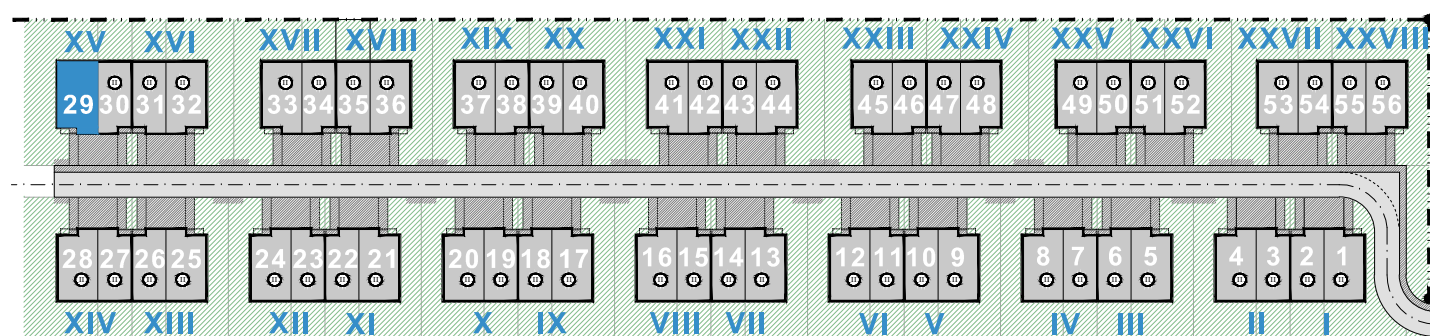 XV XVI XVII XVIII XIX XX XXI XXII XXIII XXIV XXV XXVI XXVII XXVIII
29 30 31 32 33 34 35 36 37 38 39 40 41 42 43 44 45 46 47 48 49 50 51 52 53 54 55 56
28 27 26 25 24 23 22 21 20 19 18 17 16 15 14 13 12 11 10 9 8 7 6 5 4 3 2 1
XIV XIII XII XI X IX VIII VII VI V IV III II I